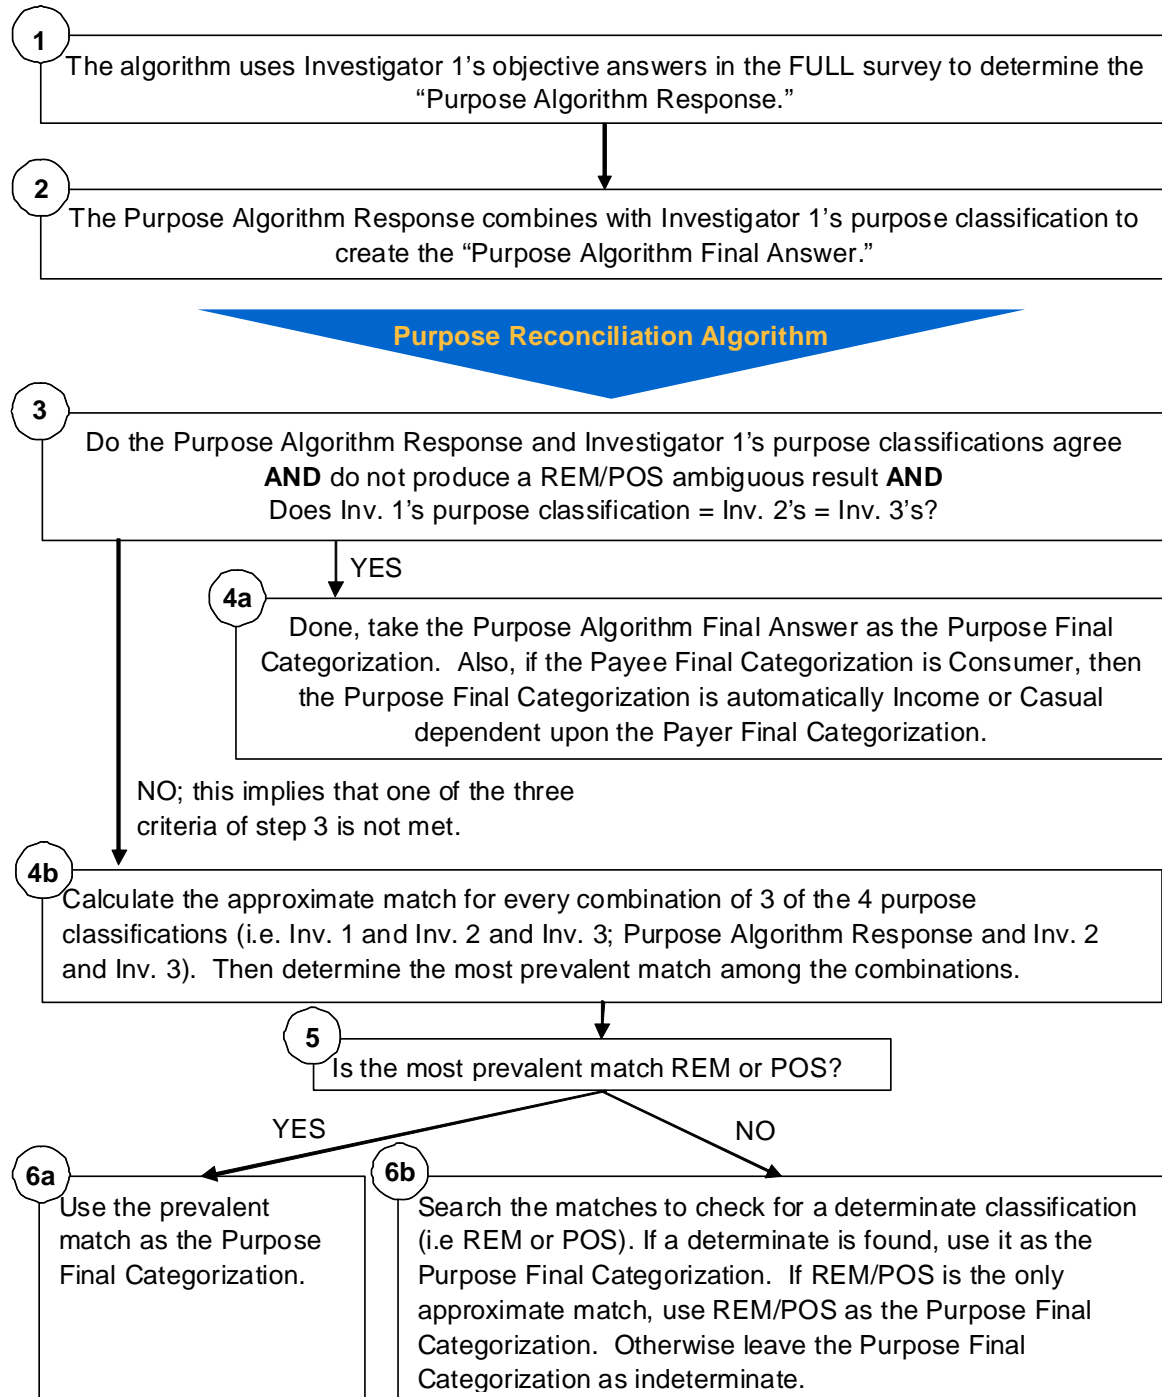 1
The algorithm uses Investigator 1’s objective answers in the FULL survey to determine the
“Purpose Algorithm Response.”
2
The Purpose Algorithm Response combines with Investigator 1’s purpose classification to
create the “Purpose Algorithm Final Answer.”
Purpose Reconciliation Algorithm
3
Do the Purpose Algorithm Response and Investigator 1’s purpose classifications agree
AND do not produce a REM/POS ambiguous result AND
Does Inv. 1’s purpose classification = Inv. 2’s = Inv. 3’s?
YES
4a
Done, take the Purpose Algorithm Final Answer as the Purpose Final
Categorization. Also, if the Payee Final Categorization is Consumer, then
the Purpose Final Categorization is automatically Income or Casual
dependent upon the Payer Final Categorization.
NO; this implies that one of the three
criteria of step 3 is not met.
4b
Calculate the approximate match for every combination of 3 of the 4 purpose
classifications (i.e. Inv. 1 and Inv. 2 and Inv. 3; Purpose Algorithm Response and Inv. 2
and Inv. 3). Then determine the most prevalent match among the combinations.
5
Is the most prevalent match REM or POS?
YES
NO
6a
Use the prevalent
match as the Purpose
Final Categorization.
6b
Search the matches to check for a determinate classification
(i.e REM or POS). If a determinate is found, use it as the
Purpose Final Categorization. If REM/POS is the only
approximate match, use REM/POS as the Purpose Final
Categorization. Otherwise leave the Purpose Final
Categorization as indeterminate.